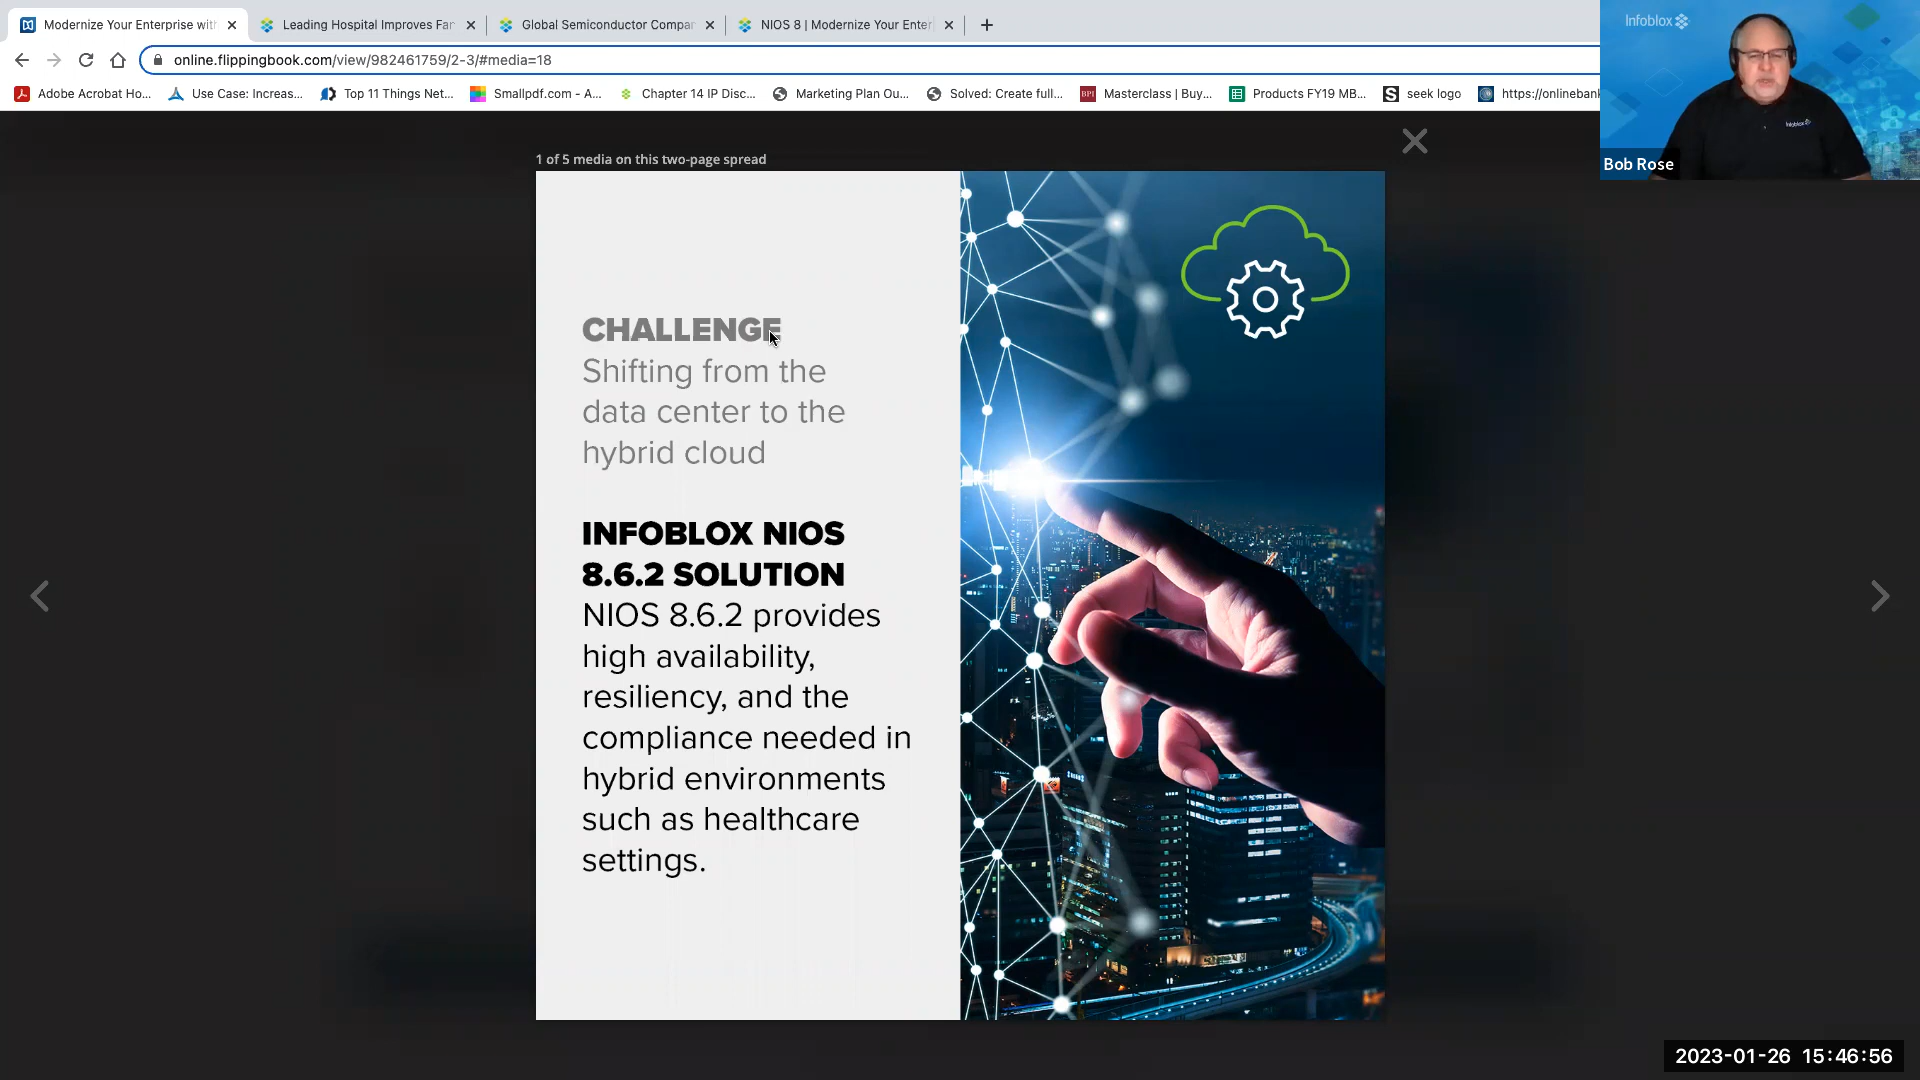 Modernize Your Enterprise with
Leading Hospital Improves Far
Global Semiconductor Compan
NIOS 8 | Modernize Your Enter
online.flippingbook.com/view/982461759/2-3/#media=18
Adobe Acrobat Ho...
Use Case: Increas...
Top 11 Things Net...
Smallpdf.com - A...
Chapter 14 IP Disc...
Marketing Plan Ou...
Solved: Create full...
BPI
Masterclass | Buy...
Products FY19 MB...
seek logo
https://onlinebank
Infoblox
infoblox
Bob Rose
1 of 5 media on this two-page spread
CHALLENGE
Shifting from the
data center to the
hybrid cloud
INFOBLOX NIOS
8.6.2 SOLUTION
NIOS 8.6.2 provides
high availability,
resiliency, and the
compliance needed in
hybrid environments
such as healthcare
settings.
2023-01-26 15:46:56